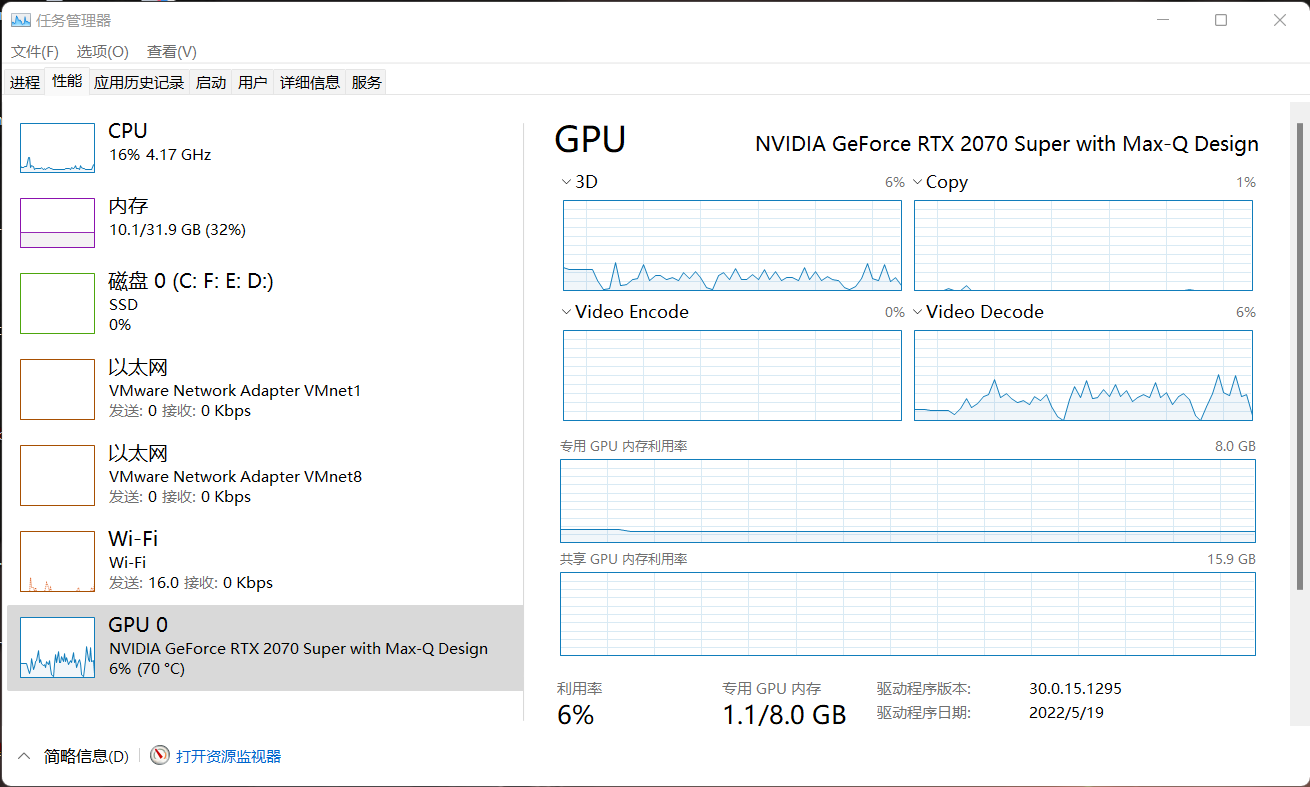 任务管理器
文件(F) 选项(O) 查看(V)
进程 性能 应用历史记录 启动 用户 详细信息 服务
CPU
16% 4.17 GHz
内存
10.1/31.9 GB (32%)
磁盘 0 (C: F: E: D:)
SSD
0%
以太网
VMware Network Adapter VMnet1
发送: 0 接收: 0 Kbps
以太网
VMware Network Adapter VMnet8
发送: 0 接收: 0 Kbps
Wi-Fi
Wi-Fi
发送: 16.0 接收: 0 Kbps
GPU 0
NVIDIA GeForce RTX 2070 Super with Max-Q Design
6% (70 °C)
GPU NVIDIA GeForce RTX 2070 Super with Max-Q Design
3D 6% Copy 1%
Video Encode 0% Video Decode 6%
专用 GPU 内存利用率 8.0 GB
共享 GPU 内存利用率 15.9 GB
利用率 专用 GPU 内存 驱动程序版本: 30.0.15.1295
6% 1.1/8.0 GB 驱动程序日期: 2022/5/19
简略信息(D) 打开资源监视器